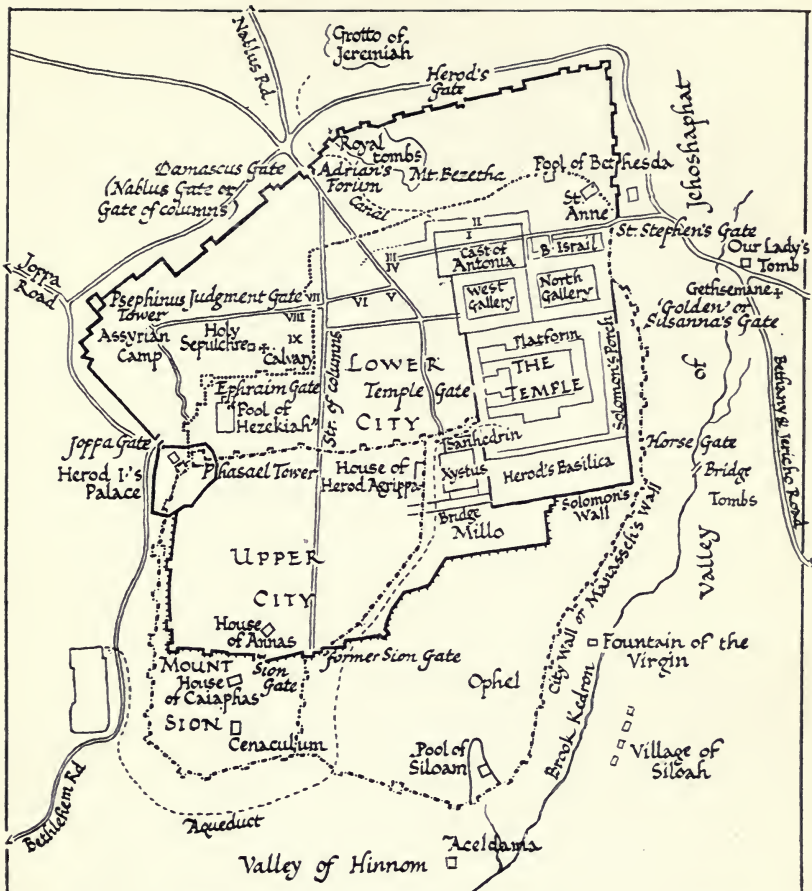 Nablus Rd.
Grotto of
Jeremiah
Herod's
Gate
Jehoshaphat
Royal
tombs
Mt. Bezetha
Damascus Gate
(Nablus Gate or
Gate of columns)
Adrian's
Forum
Canal
Pool of Bethesda
St.
Anne
St. Stephen's Gate
Our Lady's
Tomb
Gethsemane
'Golden' or
Susanna's Gate
II
I
III
IV
Cast of
Antonia
B. Israil
Joppa
Road
Psephinus
Tower
Judgment Gate
VII
VI
V
VIII
IX
West
Gallery
North
Gallery
Assyrian
Camp
Holy
Sepulchre
Calvary
Platform
THE
TEMPLE
Solomon's Porch
of
Bethany & Jericho Road
Ephraim Gate
"Pool of
Hezekiah"
Str. of columns
LOWER
Temple Gate
CITY
Joppa Gate
Herod I's
Palace
Phasael Tower
House of
Herod Agrippa
Sanhedrin
Xystus
Herod's Basilica
Horse Gate
Bridge
Tombs
Bridge
Millo
Solomon's
Wall
City Wall or Manasseh's Wall
Valley
UPPER
CITY
House
of Annas
former Sion Gate
Sion
Gate
MOUNT
House
of Caiaphas
SION
Cenaculum
Ophel
Fountain of the
Virgin
Brook Kedron
Pool of
Siloam
Village of
Siloah
Bethlehem Rd
Aqueduct
Aceldama
Valley of Hinnom